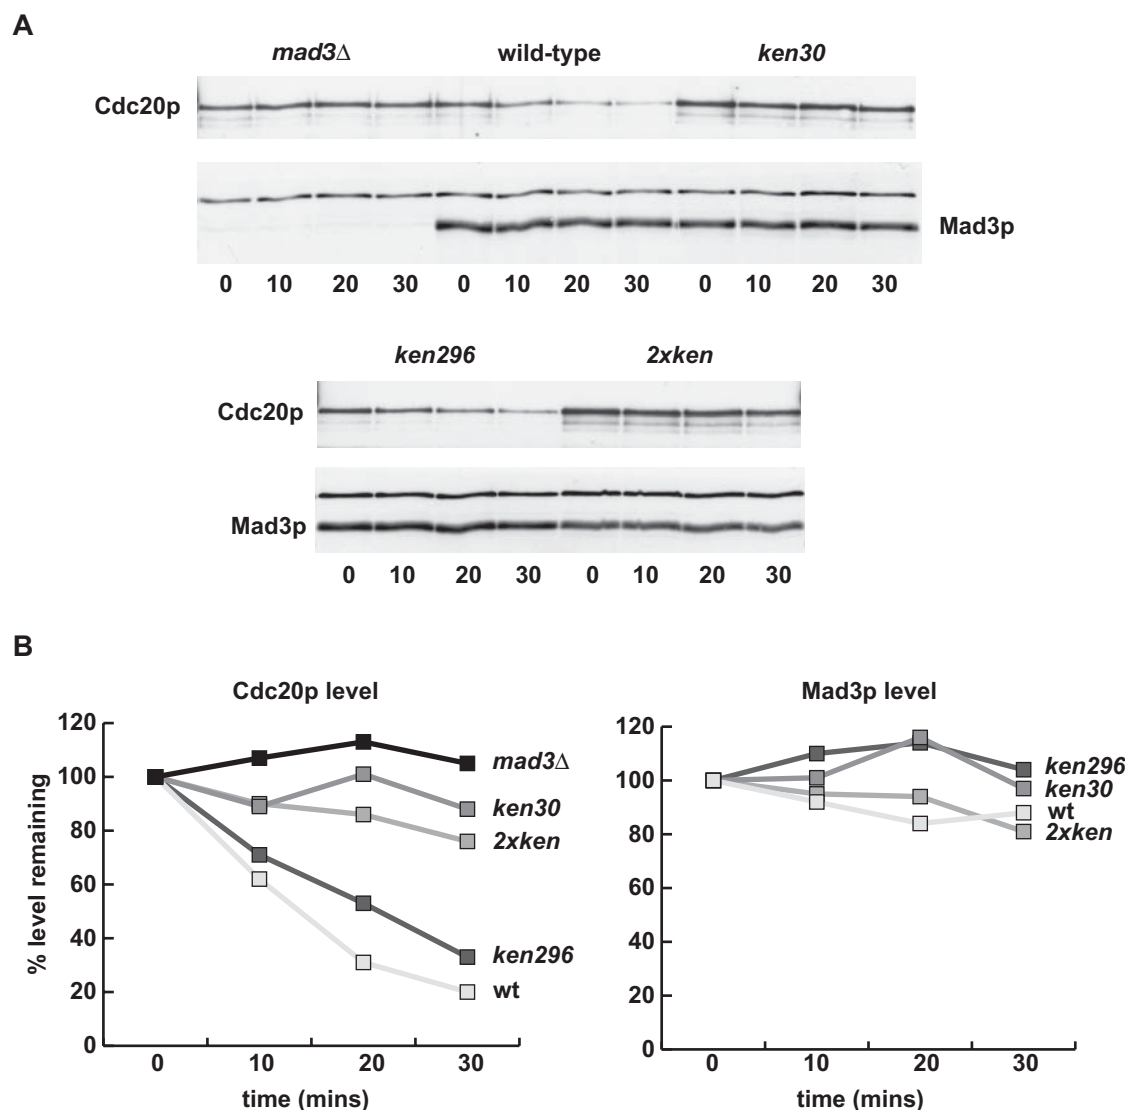 A
mad3Δ wild-type ken30
Cdc20p
Mad3p
0 10 20 30 0 10 20 30 0 10 20 30
ken296 2xken
Cdc20p
Mad3p
0 10 20 30 0 10 20 30
B
Cdc20p level
% level remaining
120
100
80
60
40
20
0
mad3Δ
ken30
2xken
ken296
wt
0 10 20 30
time (mins)
Mad3p level
120
100
80
60
40
20
0
ken296
ken30
wt
2xken
0 10 20 30
time (mins)